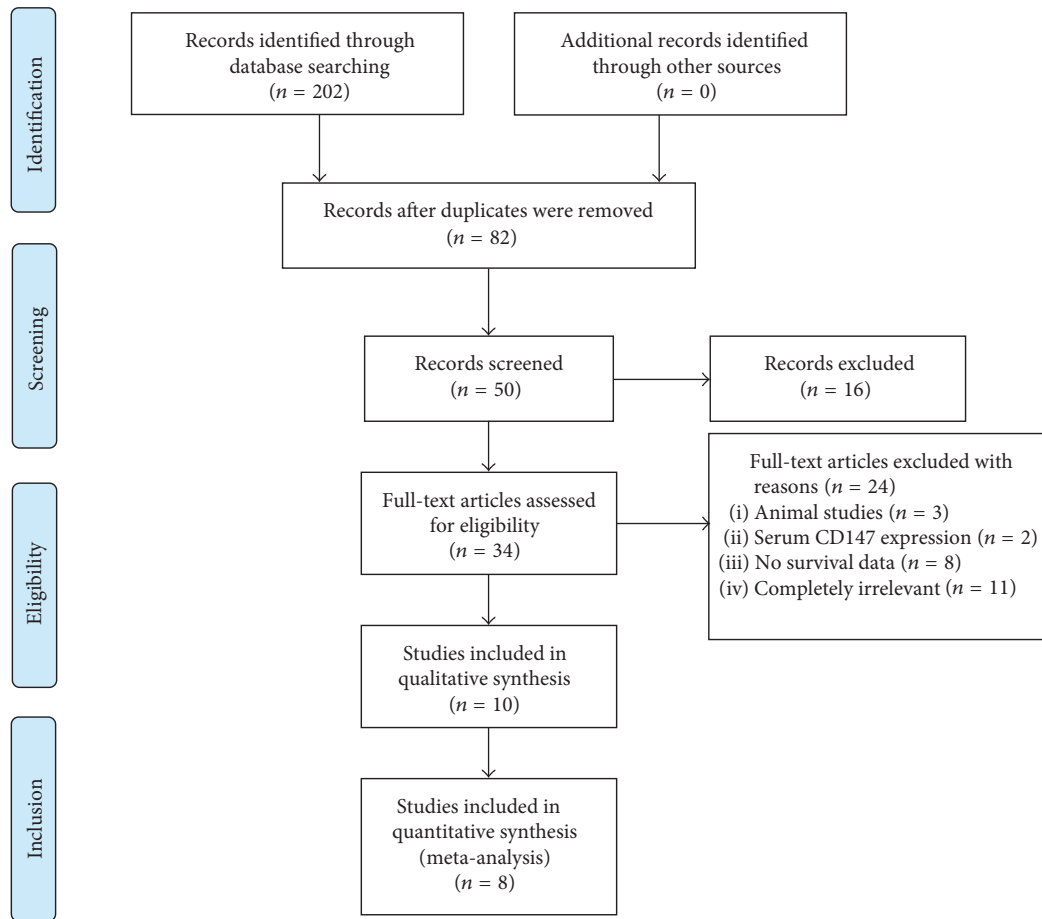 Identification
Records identified through
database searching
(n = 202)
Additional records identified
through other sources
(n = 0)
Records after duplicates were removed
(n = 82)
Screening
Records screened
(n = 50)
Records excluded
(n = 16)
Eligibility
Full-text articles assessed
for eligibility
(n = 34)
Full-text articles excluded with
reasons (n = 24)
(i) Animal studies (n = 3)
(ii) Serum CD147 expression (n = 2)
(iii) No survival data (n = 8)
(iv) Completely irrelevant (n = 11)
Studies included in
qualitative synthesis
(n = 10)
Inclusion
Studies included in
quantitative synthesis
(meta-analysis)
(n = 8)